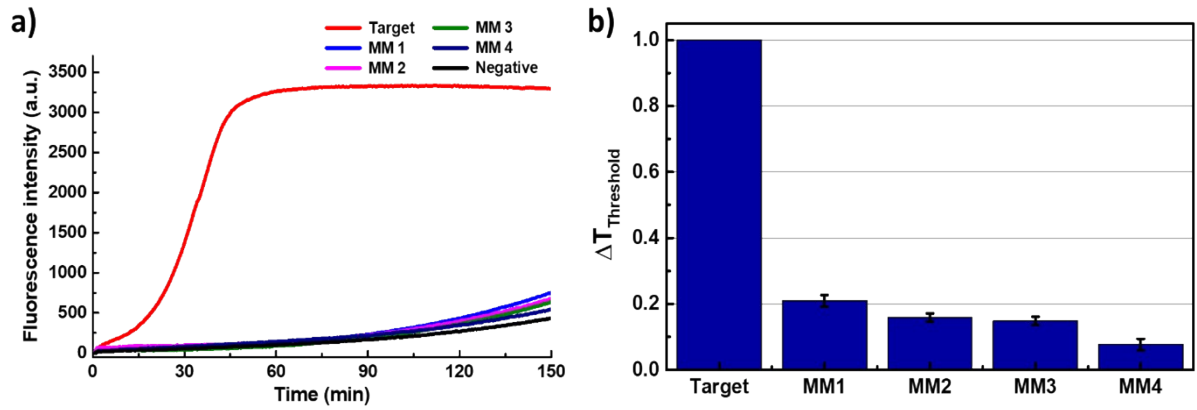 a)
Target
MM 1
MM 2
MM 3
MM 4
Negative
Fluorescence intensity (a.u.)
3500
3000
2500
2000
1500
1000
500
0
0 30 60 90 120 150
Time (min)
b)
ΔT Threshold
1.0
0.8
0.6
0.4
0.2
0.0
Target MM1 MM2 MM3 MM4